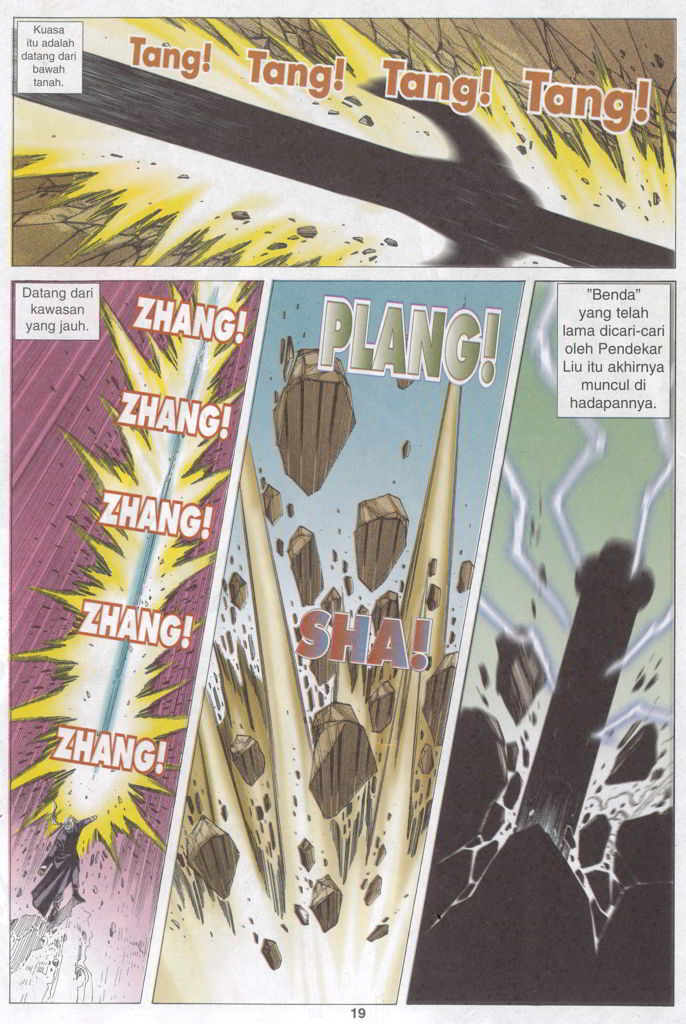 Kuasa
itu adalah
datang dari
bawah
tanah.
Tang! Tang! Tang! Tang!
Datang dari
kawasan
yang jauh.
ZHANG!
ZHANG!
ZHANG!
ZHANG!
ZHANG!
PLANG!
SHA!
"Benda"
yang telah
lama dicari-cari
oleh Pendekar
Liu itu akhirnya
muncul di
hadapannya.
19